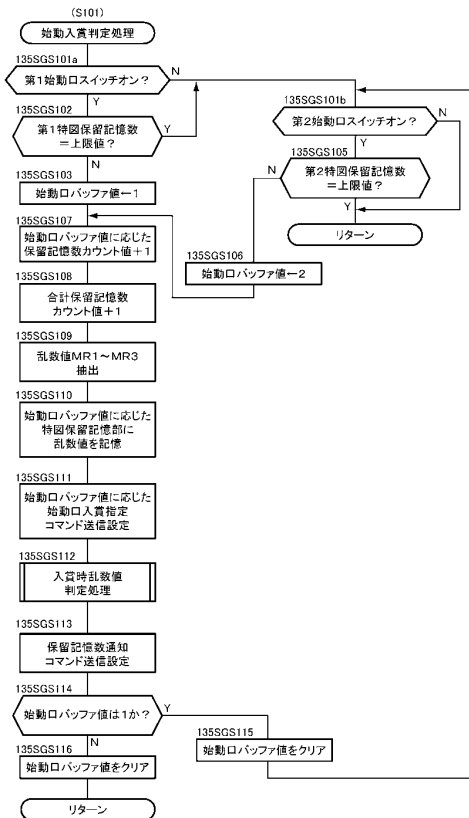 (S101)
始動入賞判定処理
135SGS101a
第1始動口スイッチオン？
N
Y
135SGS102
第1特図保留記憶数
＝上限値？
Y
N
135SGS103
始動口バッファ値←1
135SGS107
始動口バッファ値に応じた
保留記憶数カウント値＋1
135SGS108
合計保留記憶数
カウント値＋1
135SGS109
乱数値MR1～MR3
抽出
135SGS110
始動口バッファ値に応じた
特図保留記憶部に
乱数値を記憶
135SGS111
始動口バッファ値に応じた
始動口入賞指定
コマンド送信設定
135SGS112
入賞時乱数値
判定処理
135SGS113
保留記憶数通知
コマンド送信設定
135SGS114
始動口バッファ値は1か？
Y
N
135SGS116
始動口バッファ値をクリア
リターン
135SGS101b
第2始動口スイッチオン？
N
Y
135SGS105
第2特図保留記憶数
＝上限値？
N
Y
リターン
135SGS106
始動口バッファ値←2
135SGS115
始動口バッファ値をクリア